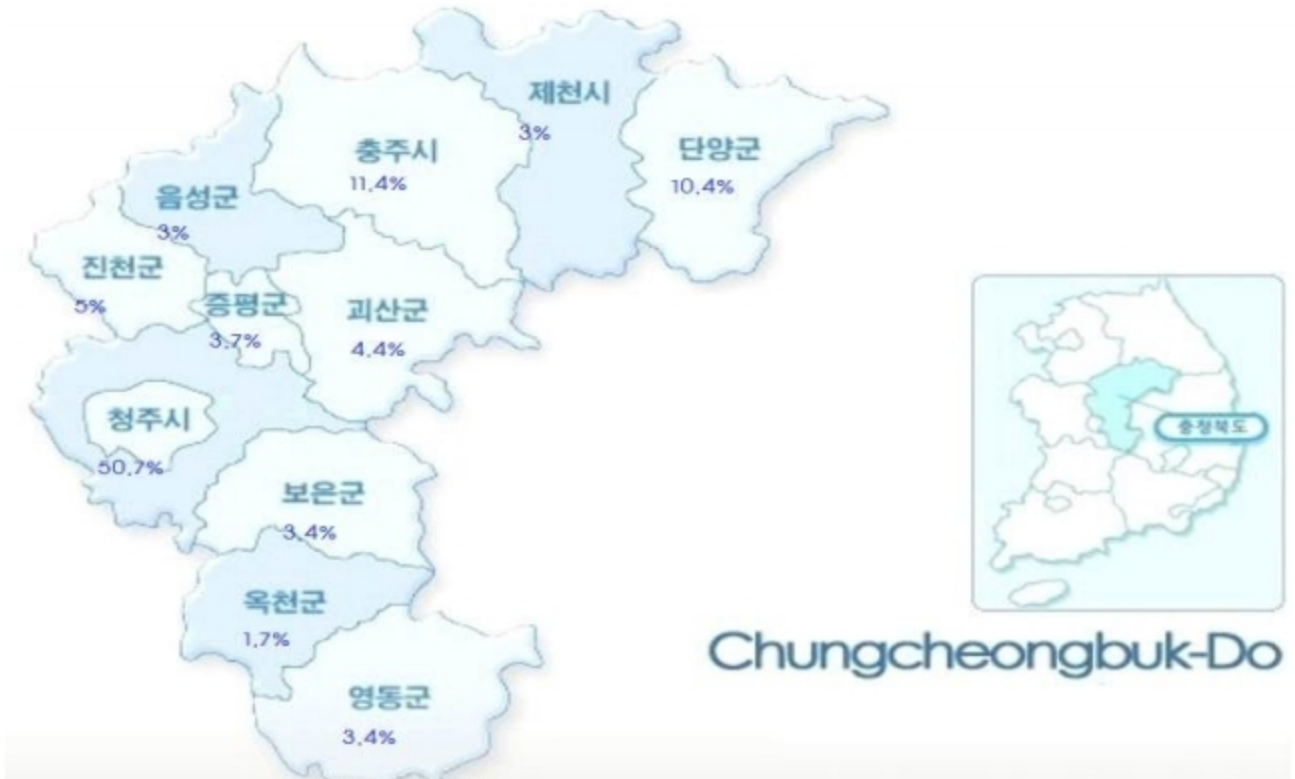 제천시
3%
충주시
11.4%
단양군
10.4%
음성군
3%
진천군
5%
증평군
3.7%
괴산군
4.4%
청주시
50.7%
보은군
3.4%
옥천군
1.7%
영동군
3.4%
충청북도
Chungcheongbuk-Do